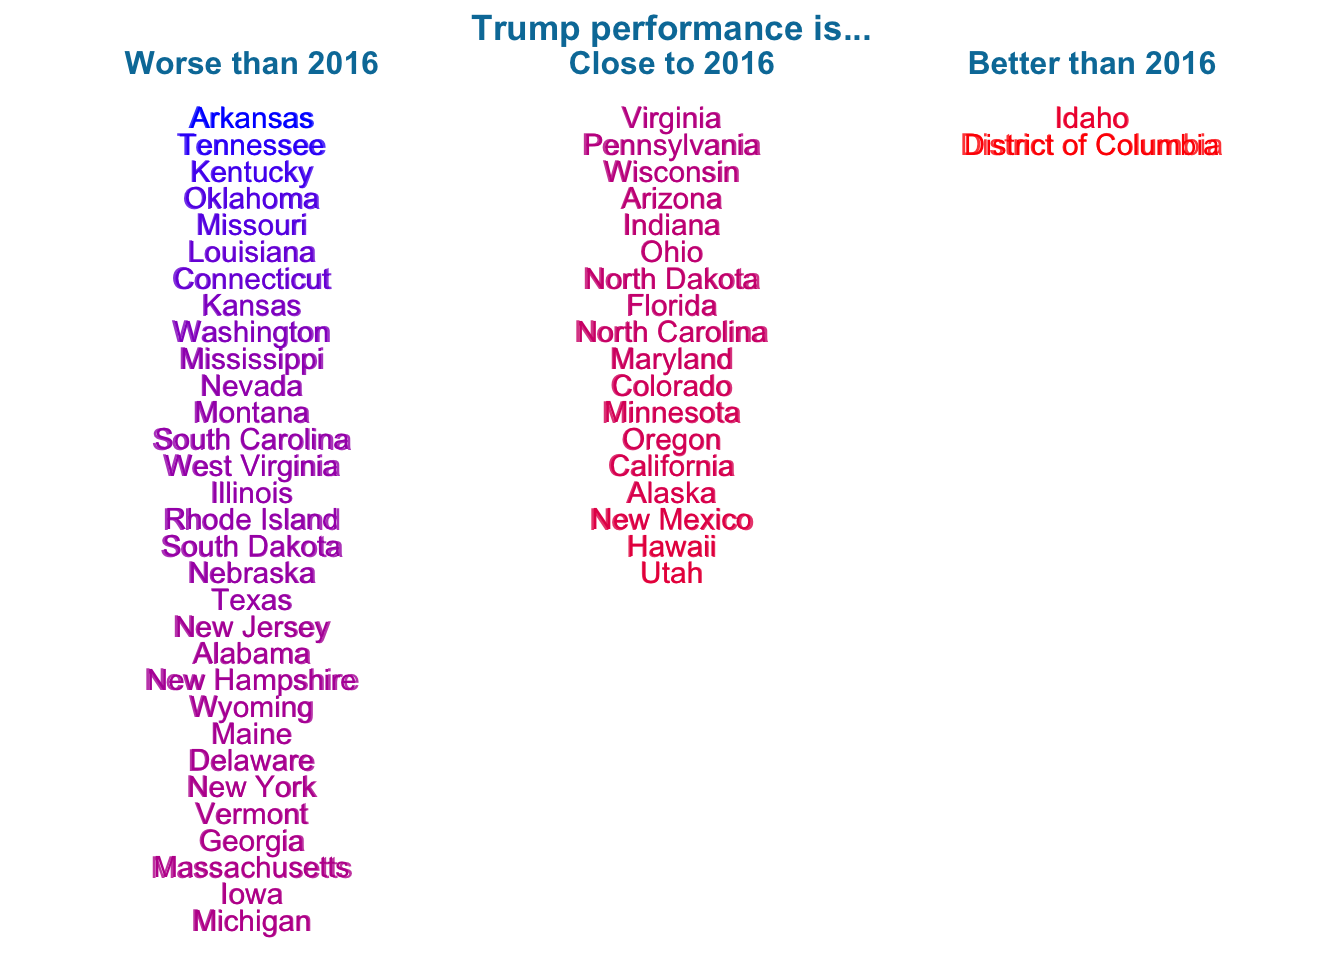 Trump performance is...
Worse than 2016
Close to 2016
Better than 2016
Arkansas
Tennessee
Kentucky
Oklahoma
Missouri
Louisiana
Connecticut
Kansas
Washington
Mississippi
Nevada
Montana
South Carolina
West Virginia
Illinois
Rhode Island
South Dakota
Nebraska
Texas
New Jersey
Alabama
New Hampshire
Wyoming
Maine
Delaware
New York
Vermont
Georgia
Massachusetts
Iowa
Michigan
Virginia
Pennsylvania
Wisconsin
Arizona
Indiana
Ohio
North Dakota
Florida
North Carolina
Maryland
Colorado
Minnesota
Oregon
California
Alaska
New Mexico
Hawaii
Utah
Idaho
District of Columbia